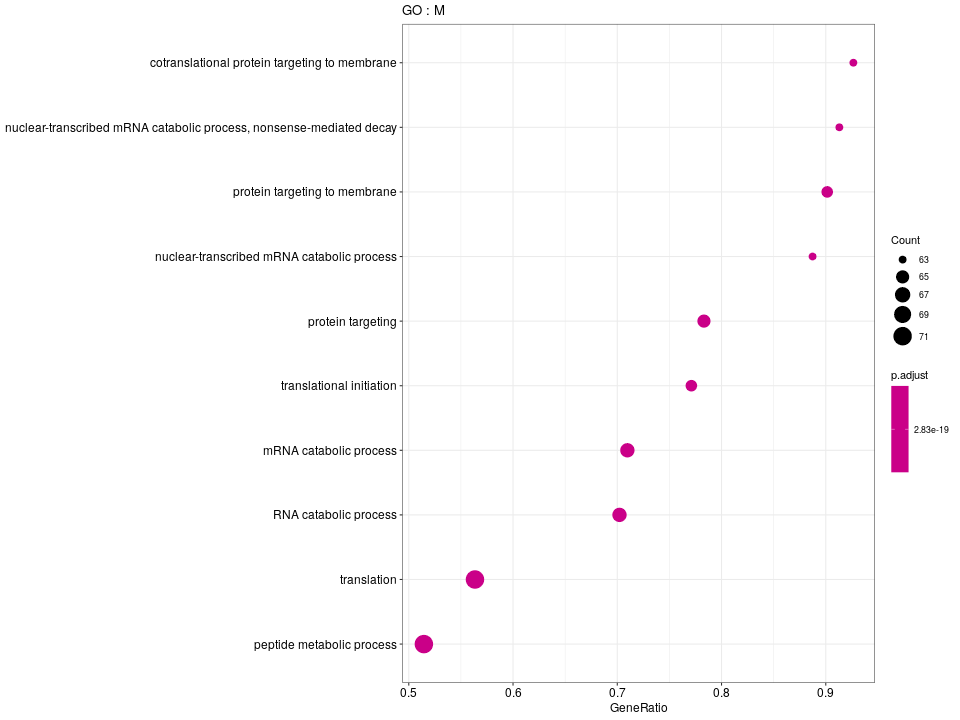 GO : M
cotranslational protein targeting to membrane
nuclear-transcribed mRNA catabolic process, nonsense-mediated decay
protein targeting to membrane
nuclear-transcribed mRNA catabolic process
protein targeting
translational initiation
mRNA catabolic process
RNA catabolic process
translation
peptide metabolic process
0.5 0.6 0.7 0.8 0.9
GeneRatio
Count
63
65
67
69
71
p.adjust
2.83e-19